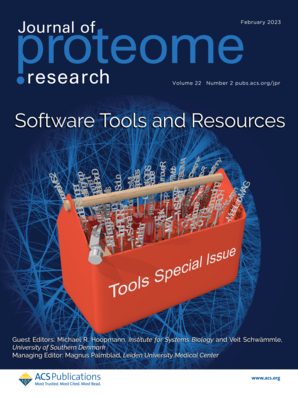 February 2023
Journal of
proteome
research
Volume 22 Number 2 pubs.acs.org/jpr
Software Tools and Resources
Tools Special Issue
Guest Editors: Michael R. Hoopmann, Institute for Systems Biology and Veit Schwämmle,
University of Southern Denmark
Managing Editor: Magnus Palmblad, Leiden University Medical Center
ACS Publications
Most Trusted. Most Cited. Most Read.
www.acs.org